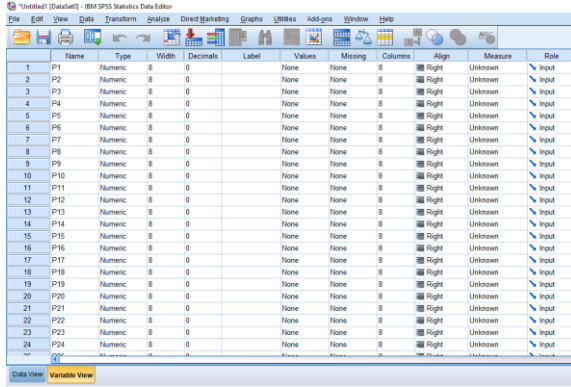 *Untitled1 [DataSet0] - IBM SPSS Statistics Data Editor
File Edit View Data Transform Analyze Direct Marketing Graphs Utilities Add-ons Window Help
Name Type Width Decimals Label Values Missing Columns Align Measure Role
1 P1 Numeric 8 0 None None 8 Right Unknown Input
2 P2 Numeric 8 0 None None 8 Right Unknown Input
3 P3 Numeric 8 0 None None 8 Right Unknown Input
4 P4 Numeric 8 0 None None 8 Right Unknown Input
5 P5 Numeric 8 0 None None 8 Right Unknown Input
6 P6 Numeric 8 0 None None 8 Right Unknown Input
7 P7 Numeric 8 0 None None 8 Right Unknown Input
8 P8 Numeric 8 0 None None 8 Right Unknown Input
9 P9 Numeric 8 0 None None 8 Right Unknown Input
10 P10 Numeric 8 0 None None 8 Right Unknown Input
11 P11 Numeric 8 0 None None 8 Right Unknown Input
12 P12 Numeric 8 0 None None 8 Right Unknown Input
13 P13 Numeric 8 0 None None 8 Right Unknown Input
14 P14 Numeric 8 0 None None 8 Right Unknown Input
15 P15 Numeric 8 0 None None 8 Right Unknown Input
16 P16 Numeric 8 0 None None 8 Right Unknown Input
17 P17 Numeric 8 0 None None 8 Right Unknown Input
18 P18 Numeric 8 0 None None 8 Right Unknown Input
19 P19 Numeric 8 0 None None 8 Right Unknown Input
20 P20 Numeric 8 0 None None 8 Right Unknown Input
21 P21 Numeric 8 0 None None 8 Right Unknown Input
22 P22 Numeric 8 0 None None 8 Right Unknown Input
23 P23 Numeric 8 0 None None 8 Right Unknown Input
24 P24 Numeric 8 0 None None 8 Right Unknown Input
Data View Variable View